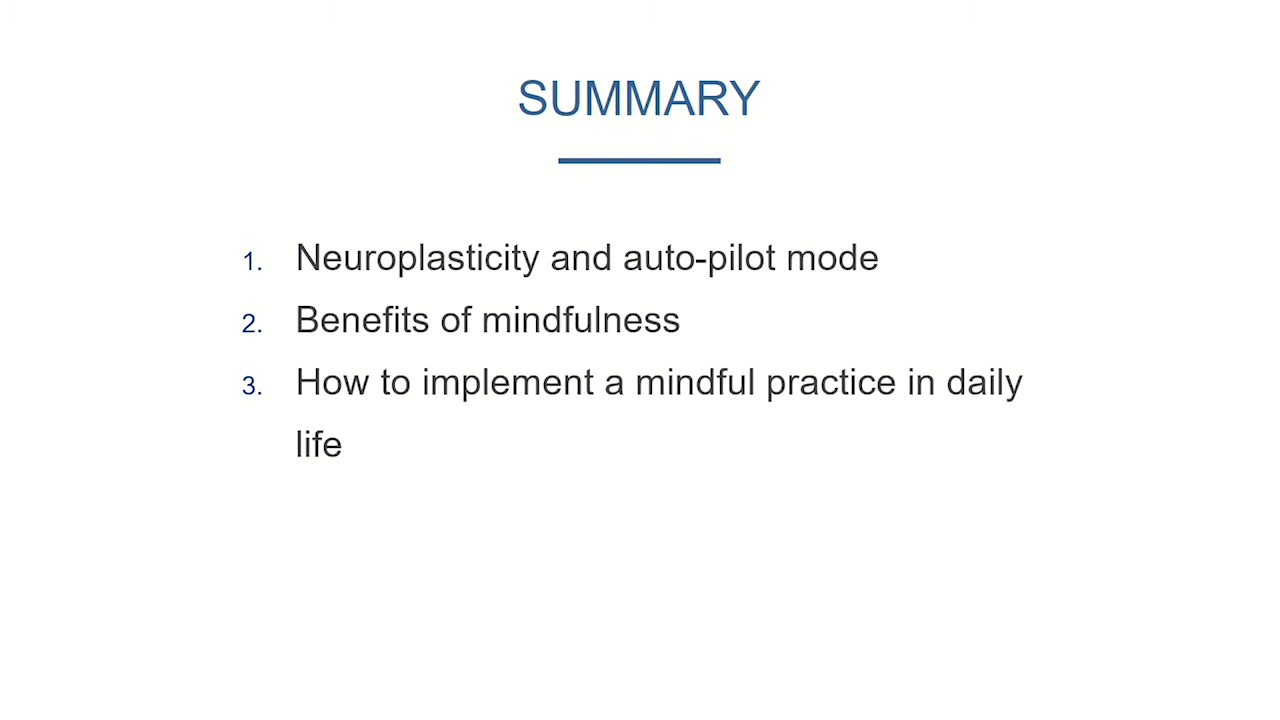 SUMMARY
1. Neuroplasticity and auto-pilot mode
2. Benefits of mindfulness
3. How to implement a mindful practice in daily
life